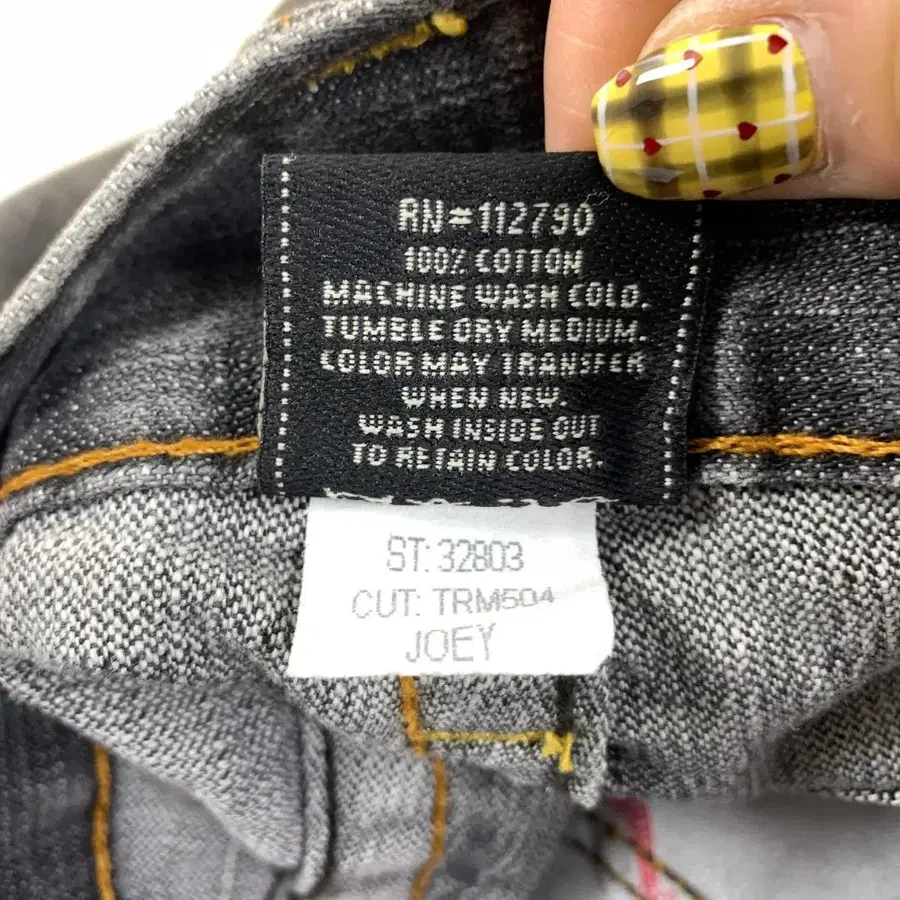 RN=112790
100% COTTON
MACHINE WASH COLD.
TUMBLE DRY MEDIUM.
COLOR MAY TRANSFER
WHEN NEW.
WASH INSIDE OUT
TO RETAIN COLOR.
ST: 32803
CUT: TRM504
JOEY